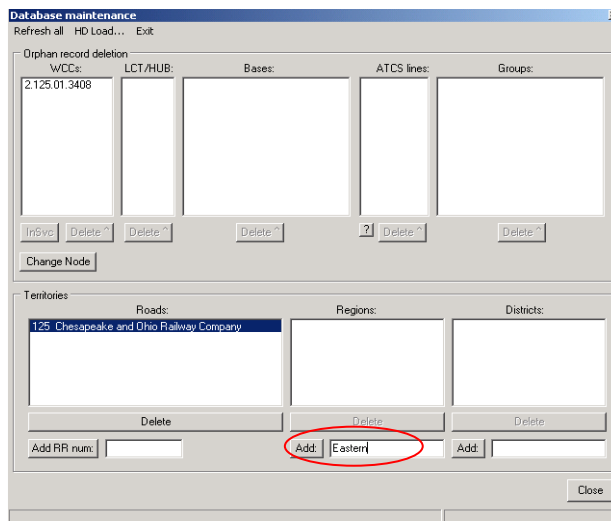 Database maintenance
Refresh all HD Load... Exit
Orphan record deletion
WCCs: LCT/HUB: Bases: ATCS lines: Groups:
2.125.01.3408
InSvc Delete ^ Delete ^ Delete ^ ? Delete ^ Delete ^
Change Node
Territories
Roads: Regions: Districts:
125 Chesapeake and Ohio Railway Company
Delete Delete Delete
Add RR num: Add: Eastern Add:
Close